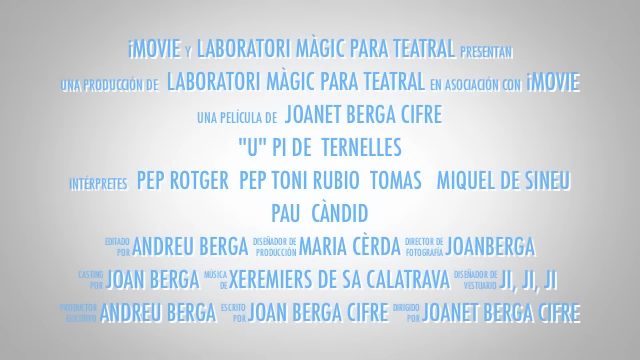 iMOVIE Y LABORATORI MÀGIC PARA TEATRAL PRESENTAN
UNA PRODUCCIÓN DE LABORATORI MÀGIC PARA TEATRAL EN ASOCIACIÓN CON iMOVIE
UNA PELÍCULA DE JOANET BERGA CIFRE
"U" PI DE TERNELLES
INTÉRPRETES PEP ROTGER PEP TONI RUBIO TOMAS MIQUEL DE SINEU
PAU CÀNDID
EDITADO POR ANDREU BERGA DISEÑADOR DE PRODUCCIÓN MARIA CÈRDA DIRECTOR DE FOTOGRAFÍA JOANBERGA
CASTING POR JOAN BERGA MÚSICA DE XEREMIERS DE SA CALATRAVA DISEÑADOR DE VESTUARIO JI, JI, JI
PRODUCTOR EJECUTIVO ANDREU BERGA ESCRITO POR JOAN BERGA CIFRE DIRIGIDO POR JOANET BERGA CIFRE